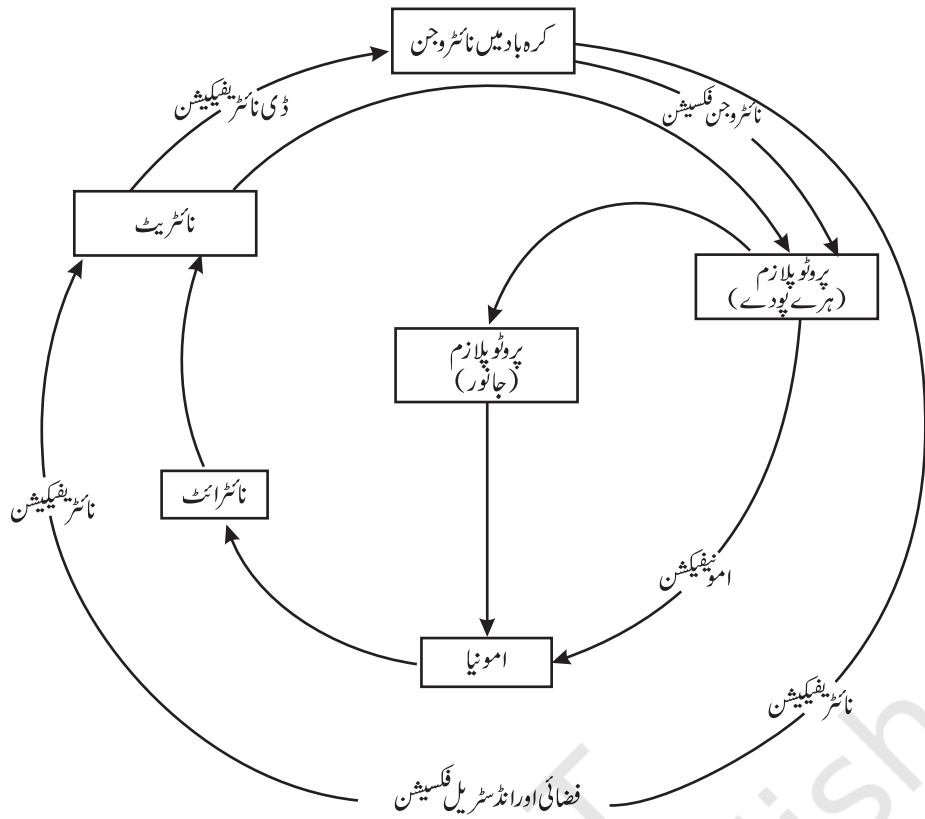 کرہ باد میں نائٹروجن
ڈی نائٹریفیکیشن
نائٹروجن فکسیشن
نائٹریٹ
پروٹوپلازم
(ہرے پودے)
پروٹوپلازم
(جانور)
نائٹرائٹ
نائٹریفیکیشن
امونیفیکشن
امونیا
نائٹریفیکیشن
فضائی اور انڈسٹریل فکسیشن